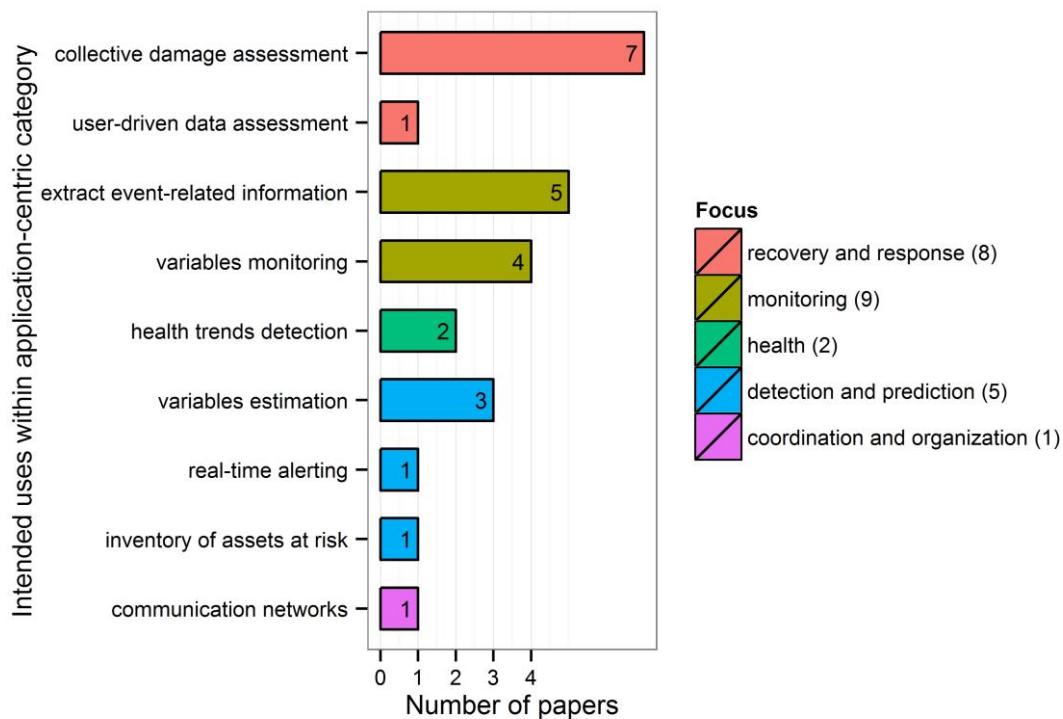 Intended uses within application-centric category
collective damage assessment
7
user-driven data assessment
1
extract event-related information
5
variables monitoring
4
health trends detection
2
variables estimation
3
real-time alerting
1
inventory of assets at risk
1
communication networks
1
0 1 2 3 4
Number of papers
Focus
recovery and response (8)
monitoring (9)
health (2)
detection and prediction (5)
coordination and organization (1)